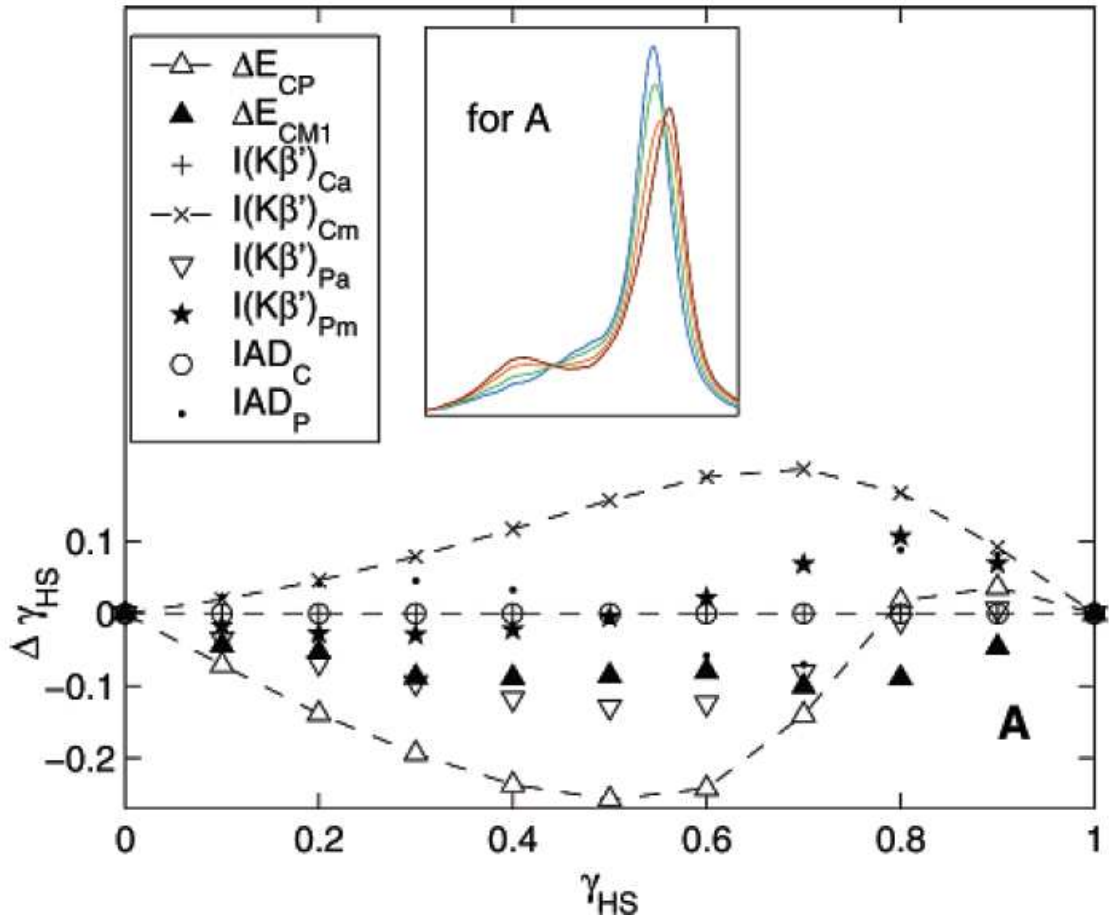 ΔE_CP
ΔE_CM1
I(Kβ')_Ca
I(Kβ')_Cm
I(Kβ')_Pa
I(Kβ')_Pm
IAD_C
IAD_P
for A
0.1
0
−0.1
−0.2
Δ γ_HS
A
0 0.2 0.4 0.6 0.8 1
γ_HS